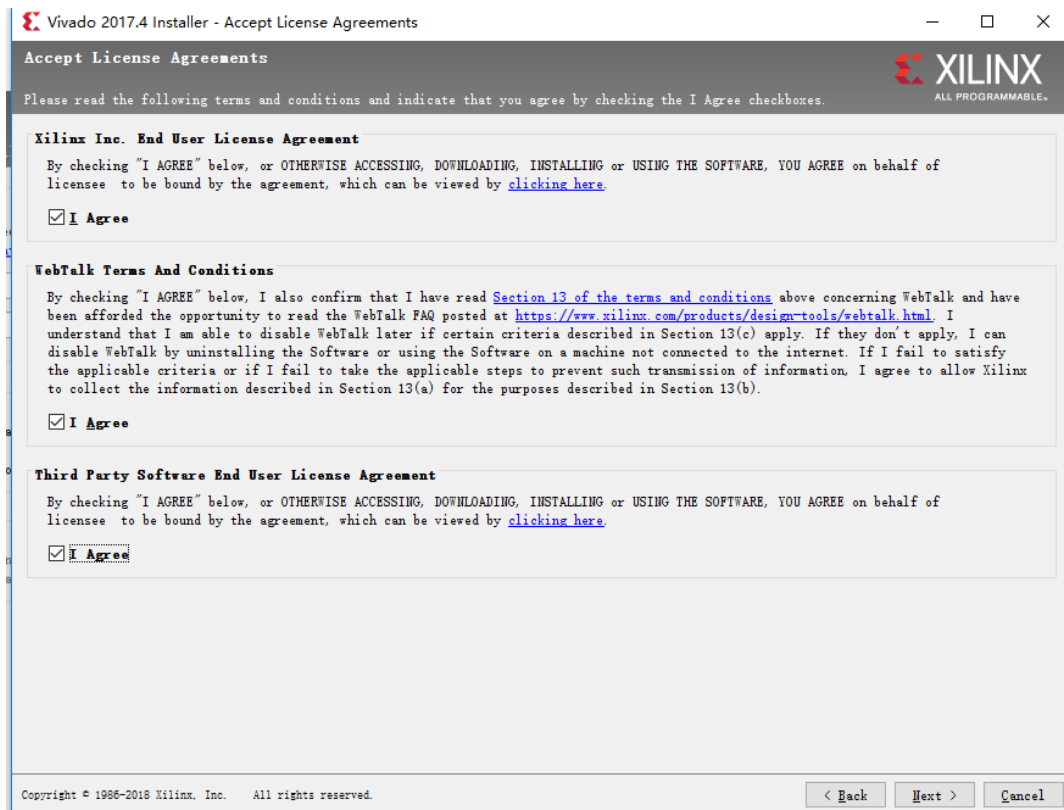 Vivado 2017.4 Installer - Accept License Agreements
Accept License Agreements
XILINX
ALL PROGRAMMABLE™
Please read the following terms and conditions and indicate that you agree by checking the I Agree checkboxes.
Xilinx Inc. End User License Agreement
By checking "I AGREE" below, or OTHERWISE ACCESSING, DOWNLOADING, INSTALLING or USING THE SOFTWARE, YOU AGREE on behalf of
licensee to be bound by the agreement, which can be viewed by clicking here.
I Agree
WebTalk Terms And Conditions
By checking "I AGREE" below, I also confirm that I have read Section 13 of the terms and conditions above concerning WebTalk and have
been afforded the opportunity to read the WebTalk FAQ posted at https://www.xilinx.com/products/design-tools/webtalk.html. I
understand that I am able to disable WebTalk later if certain criteria described in Section 13(c) apply. If they don't apply, I can
disable WebTalk by uninstalling the Software or using the Software on a machine not connected to the internet. If I fail to satisfy
the applicable criteria or if I fail to take the applicable steps to prevent such transmission of information, I agree to allow Xilinx
to collect the information described in Section 13(a) for the purposes described in Section 13(b).
I Agree
Third Party Software End User License Agreement
By checking "I AGREE" below, or OTHERWISE ACCESSING, DOWNLOADING, INSTALLING or USING THE SOFTWARE, YOU AGREE on behalf of
licensee to be bound by the agreement, which can be viewed by clicking here.
I Agree
Copyright © 1986-2018 Xilinx, Inc. All rights reserved.
< Back
Next >
Cancel